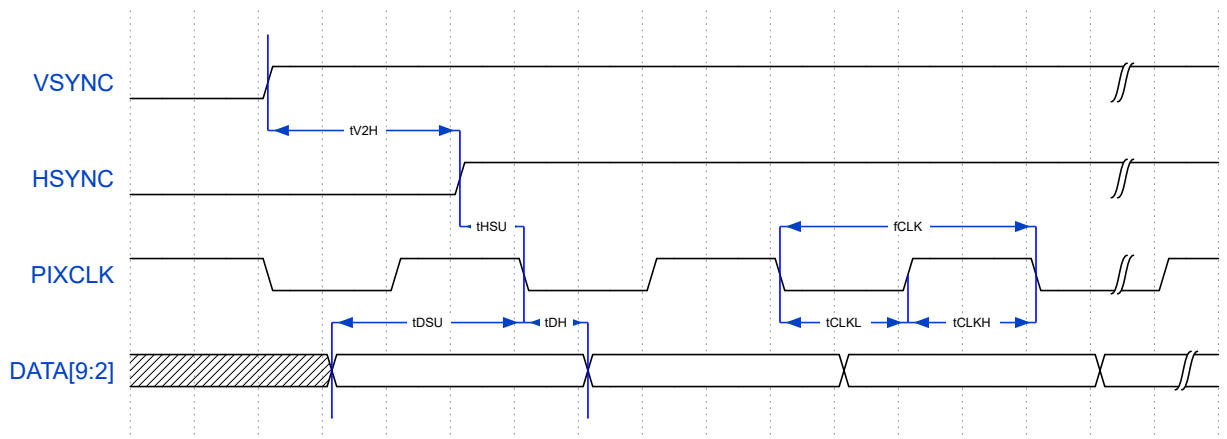 VSYNC
tV2H
HSYNC
tHSU
fCLK
PIXCLK
tDSU
tDH
tCLKL
tCLKH
DATA[9:2]